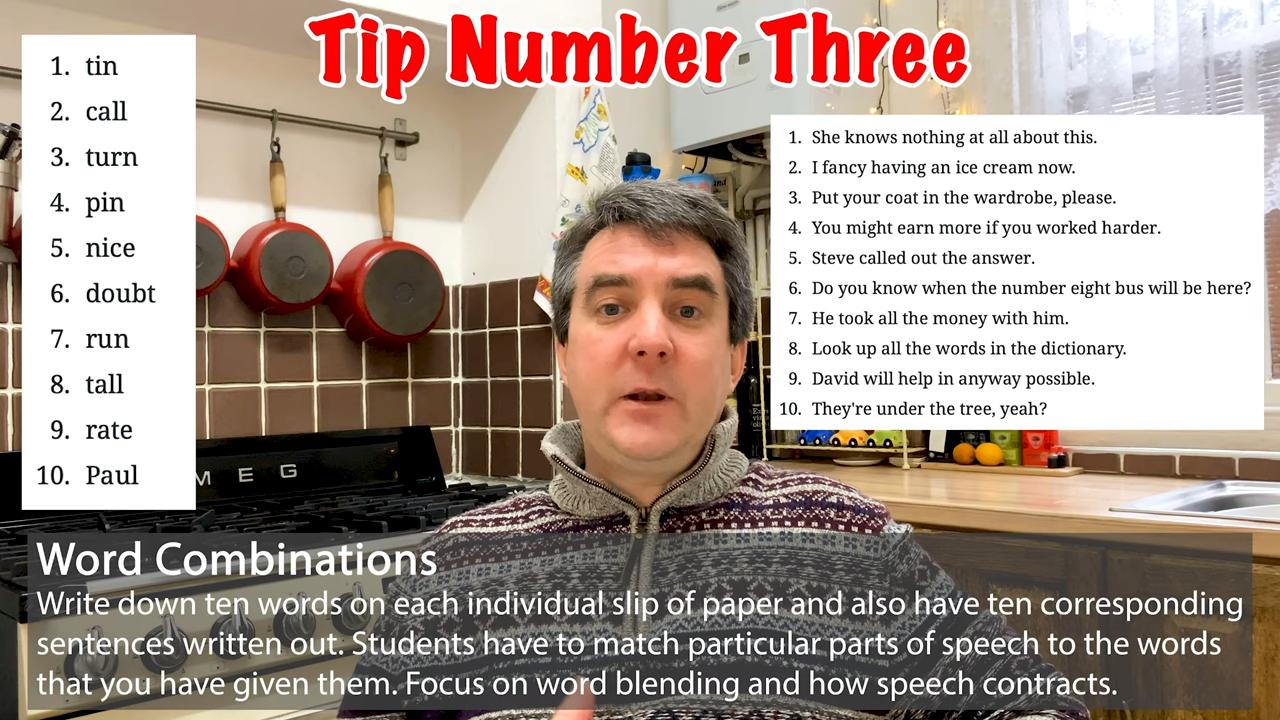 Tip Number Three
1. tin
2. call
3. turn
4. pin
5. nice
6. doubt
7. run
8. tall
9. rate
10. Paul
1. She knows nothing at all about this.
2. I fancy having an ice cream now.
3. Put your coat in the wardrobe, please.
4. You might earn more if you worked harder.
5. Steve called out the answer.
6. Do you know when the number eight bus will be here?
7. He took all the money with him.
8. Look up all the words in the dictionary.
9. David will help in anyway possible.
10. They're under the tree, yeah?
M E G
Word Combinations
Write down ten words on each individual slip of paper and also have ten corresponding
sentences written out. Students have to match particular parts of speech to the words
that you have given them. Focus on word blending and how speech contracts.